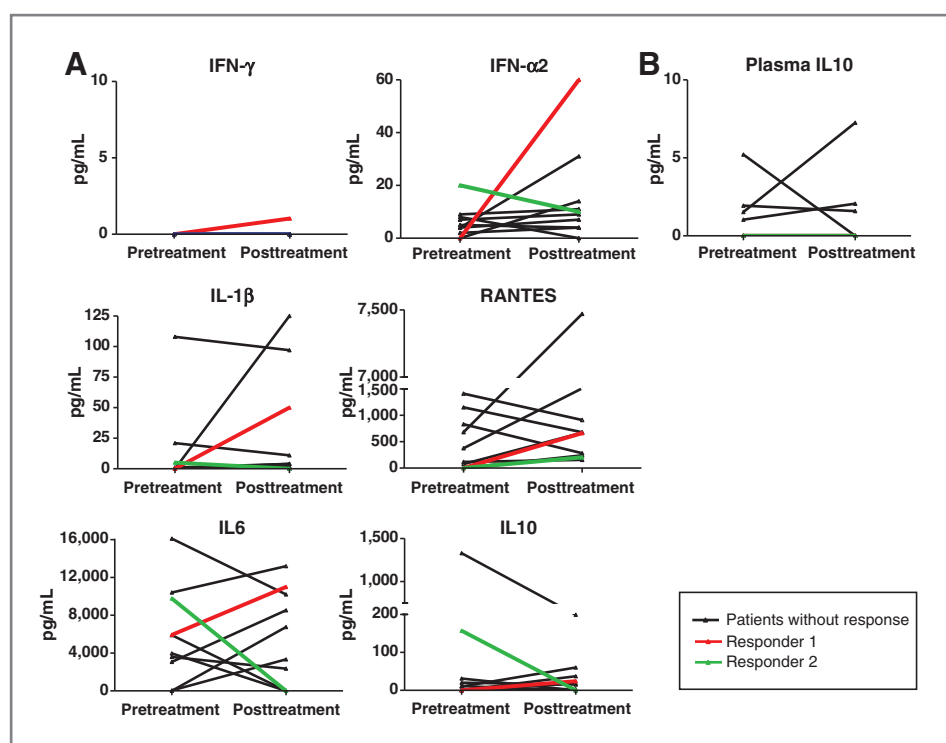 A
IFN-γ
10
5
0
pg/mL
Pretreatment Posttreatment
IFN-α2
60
40
20
0
pg/mL
Pretreatment Posttreatment
B
Plasma IL10
10
5
0
pg/mL
Pretreatment Posttreatment
IL-1β
125
100
75
50
25
0
pg/mL
Pretreatment Posttreatment
RANTES
7,500
7,000
1,500
1,000
500
0
pg/mL
Pretreatment Posttreatment
IL6
16,000
12,000
8,000
4,000
0
pg/mL
Pretreatment Posttreatment
IL10
1,500
1,000
200
100
0
pg/mL
Pretreatment Posttreatment
Patients without response
Responder 1
Responder 2